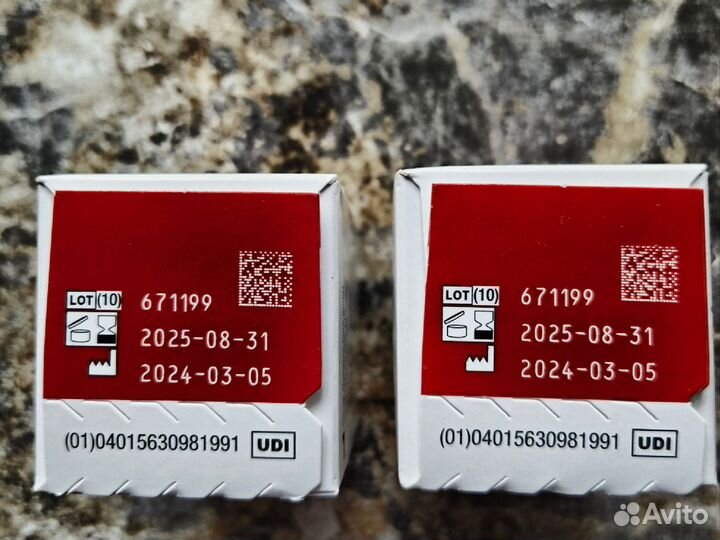 LOT (10) 671199
2025-08-31
2024-03-05
(01)04015630981991 UDI
LOT (10) 671199
2025-08-31
2024-03-05
(01)04015630981991 UDI
Avito